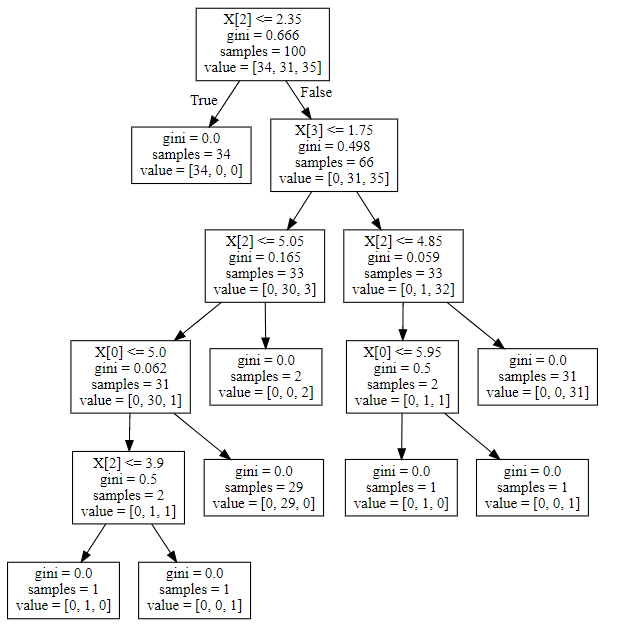 X[2] <= 2.35
gini = 0.666
samples = 100
value = [34, 31, 35]
True
False
gini = 0.0
samples = 34
value = [34, 0, 0]
X[3] <= 1.75
gini = 0.498
samples = 66
value = [0, 31, 35]
X[2] <= 5.05
gini = 0.165
samples = 33
value = [0, 30, 3]
X[2] <= 4.85
gini = 0.059
samples = 33
value = [0, 1, 32]
X[0] <= 5.0
gini = 0.062
samples = 31
value = [0, 30, 1]
gini = 0.0
samples = 2
value = [0, 0, 2]
X[0] <= 5.95
gini = 0.5
samples = 2
value = [0, 1, 1]
gini = 0.0
samples = 31
value = [0, 0, 31]
X[2] <= 3.9
gini = 0.5
samples = 2
value = [0, 1, 1]
gini = 0.0
samples = 29
value = [0, 29, 0]
gini = 0.0
samples = 1
value = [0, 1, 0]
gini = 0.0
samples = 1
value = [0, 0, 1]
gini = 0.0
samples = 1
value = [0, 1, 0]
gini = 0.0
samples = 1
value = [0, 0, 1]